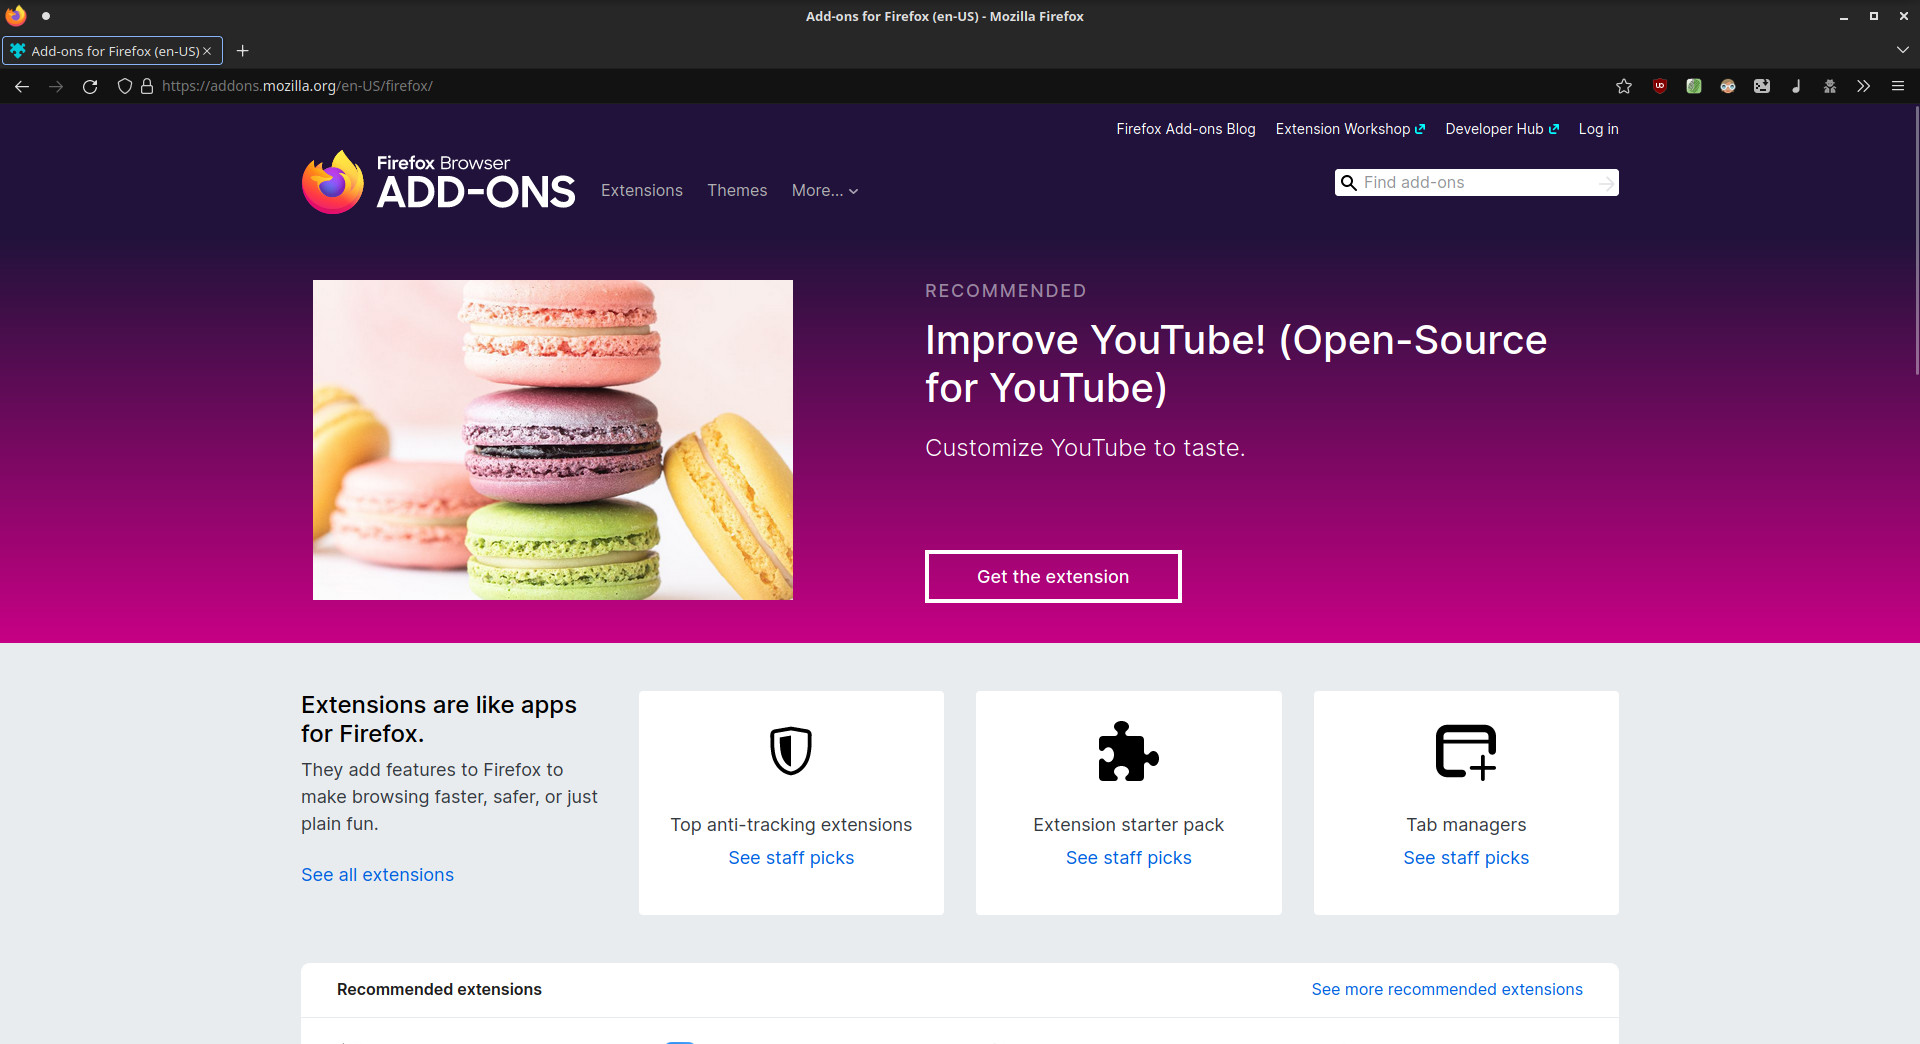 Add-ons for Firefox (en-US) - Mozilla Firefox
Add-ons for Firefox (en-US)
https://addons.mozilla.org/en-US/firefox/
Firefox Add-ons Blog
Extension Workshop
Developer Hub
Log in
Firefox Browser
ADD-ONS
Extensions
Themes
More...
Find add-ons
RECOMMENDED
Improve YouTube! (Open-Source
for YouTube)
Customize YouTube to taste.
Get the extension
Extensions are like apps
for Firefox.
They add features to Firefox to
make browsing faster, safer, or just
plain fun.
See all extensions
Top anti-tracking extensions
See staff picks
Extension starter pack
See staff picks
Tab managers
See staff picks
Recommended extensions
See more recommended extensions